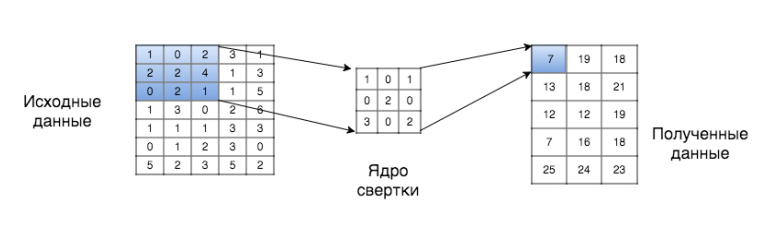 Исходные
данные
1 0 2 3 1
2 2 4 1 3
0 2 1 1 5
1 3 0 2 6
1 1 1 3 3
0 1 2 3 0
5 2 3 5 2
1 0 1
0 2 0
3 0 2
Ядро
свертки
7 19 18
13 18 21
12 12 19
7 16 18
25 24 23
Полученные
данные